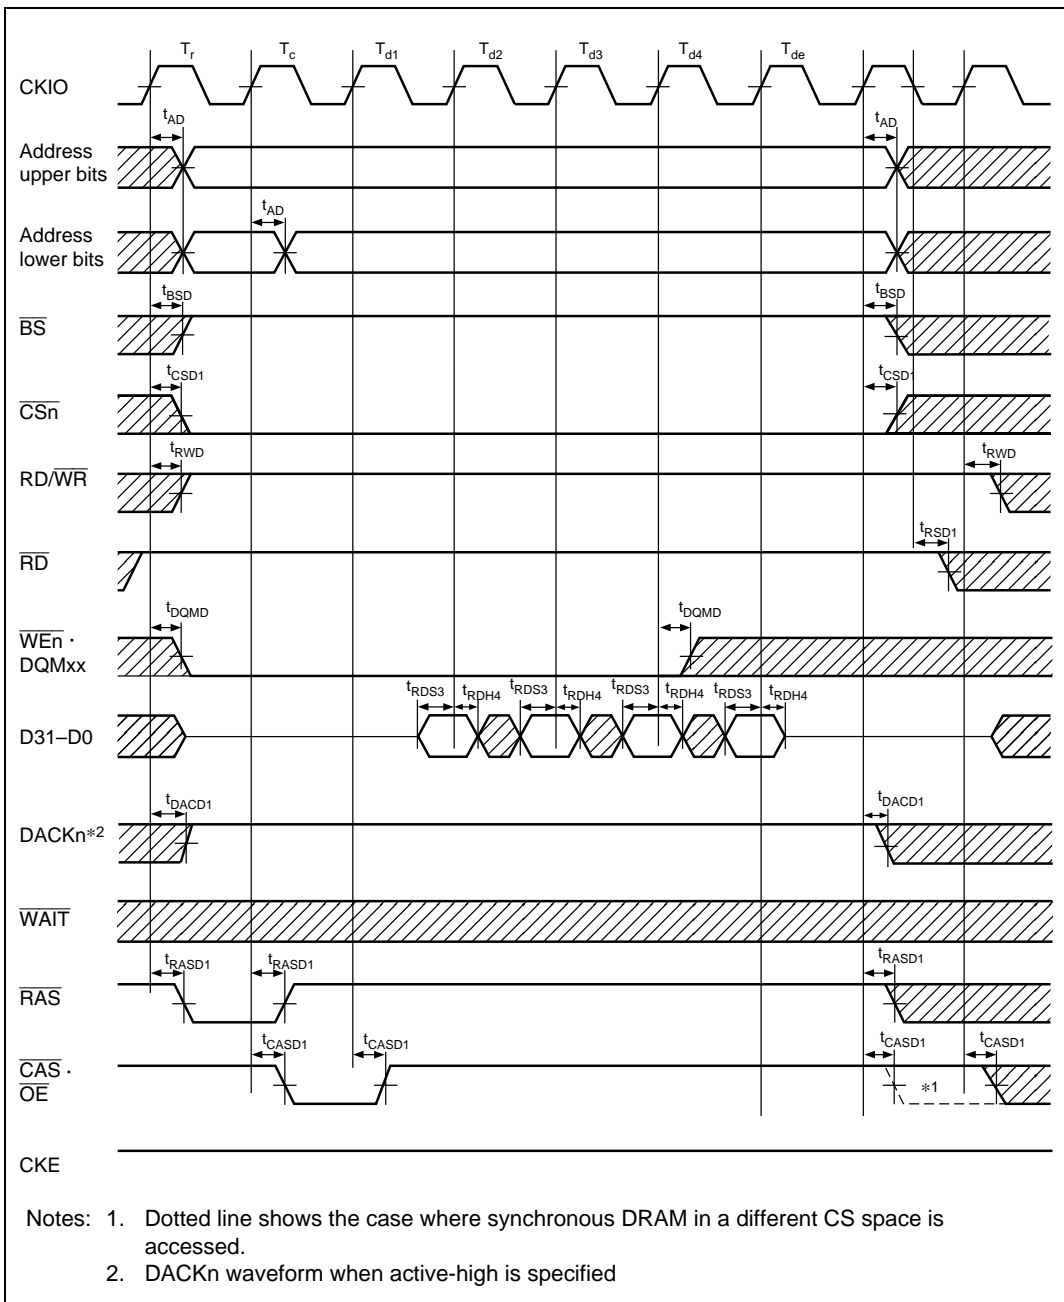 Tr Tc Td1 Td2 Td3 Td4 Tde
CKIO
tAD tAD
Address
upper bits
tAD
Address
lower bits
tBSD tBSD
BS
tCSD1 tCSD1
CSn
tRWD tRWD
RD/WR
tRSD1
RD
tDQMD tDQMD
WEn ·
DQMxx
tRDS3 tRDH4 tRDS3 tRDH4 tRDS3 tRDH4 tRDS3 tRDH4
D31–D0
tDACD1 tDACD1
DACKn*2
WAIT
tRASD1 tRASD1 tRASD1
RAS
tCASD1 tCASD1 tCASD1 tCASD1
CAS ·
OE
*1
CKE
Notes: 1. Dotted line shows the case where synchronous DRAM in a different CS space is
accessed.
2. DACKn waveform when active-high is specified